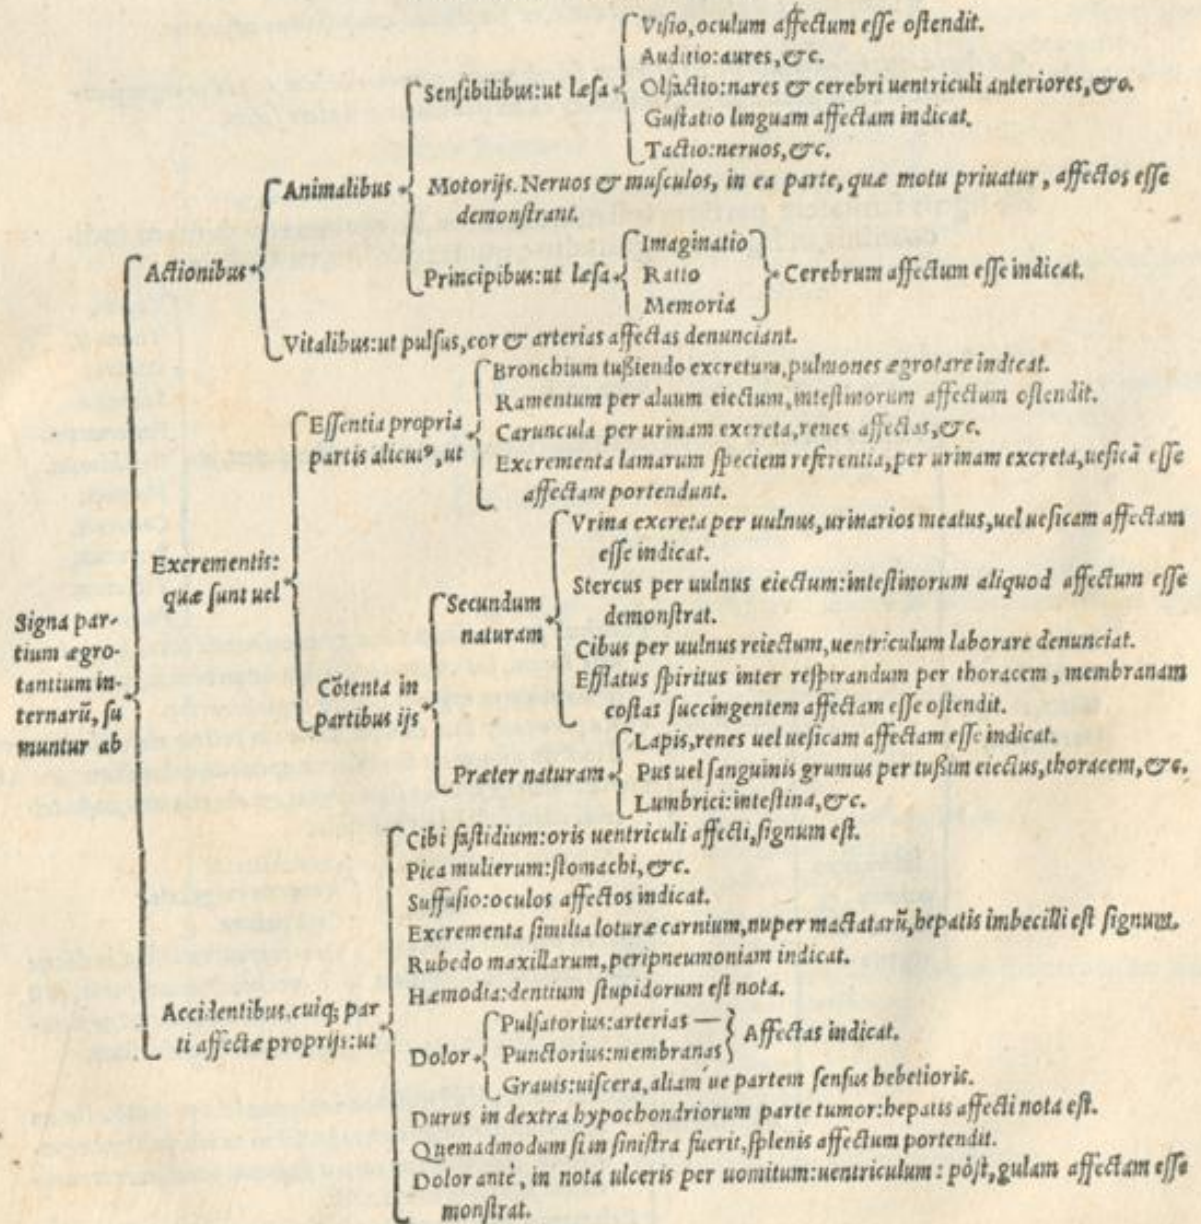 Viſio, oculum affectum eſſe oſtendit.
Auditio: aures, &c.
Senſibilibus: ut læſa
Olfactio: nares & cerebri uentriculi anteriores, &c.
Guſtatio linguam affectam indicat.
Tactio: neruos, &c.
Animalibus
Motorijs. Neruos & muſculos, in ea parte, quæ motu priuatur, affectos eſſe
demonſtrant.
Actionibus
Principibus: ut læſa
Imaginatio
Ratio
Memoria
Cerebrum affectum eſſe indicat.
Vitalibus: ut pulſus, cor & arterias affectas denunciant.
Bronchium tußiendo excretum, pulmones ægrotare indicat.
Ramentum per aluum eiectum, inteſtinorum affectum oſtendit.
Eſſentia propria
partis alicuiꝰ, ut
Caruncula per urinam excreta, renes affectas, &c.
Excrementa lamarum ſpeciem referentia, per urinam excreta, ueſicã eſſe
affectam portendunt.
Excrementis:
quæ ſunt uel
Vrina excreta per uulnus, urinarios meatus, uel ueſicam affectam
eſſe indicat.
Secundum
naturam
Stercus per uulnus eiectum: inteſtinorum aliquod affectum eſſe
demonſtrat.
Cibus per uulnus reiectum, uentriculum laborare denunciat.
Efflatus ſpiritus inter reſpirandum per thoracem, membranam
coſtas ſuccingentem affectam eſſe oſtendit.
Cõtenta in
partibus ijs
Præter naturam
Lapis, renes uel ueſicam affectam eſſe indicat.
Pus uel ſanguinis grumus per tußim eiectus, thoracem, &c.
Lumbrici: inteſtina, &c.
Signa par-
tium ægro-
tantium in-
ternarũ, ſu
muntur ab
Cibi faſtidium: oris uentriculi affecti, ſignum eſt.
Pica mulierum: ſtomachi, &c.
Suffuſio: oculos affectos indicat.
Excrementa ſimilia loturæ carnium, nuper mactatarũ, hepatis imbecilli eſt ſignum.
Rubedo maxillarum, peripneumoniam indicat.
Hæmodia: dentium ſtupidorum eſt nota.
Accidentibus, cuiq; par
ti affectæ proprijs: ut
Dolor
Pulſatorius: arterias —
Punctorius: membranas
Affectas indicat.
Grauis: uiſcera, aliam'ue partem ſenſus hebetioris.
Durus in dextra hypochondriorum parte tumor: hepatis affecti nota eſt.
Quemadmodum ſi in ſiniſtra fuerit, ſplenis affectum portendit.
Dolor antè, in nota ulceris per uomitum: uentriculum: pòſt, gulam affectam eſſe
monſtrat.